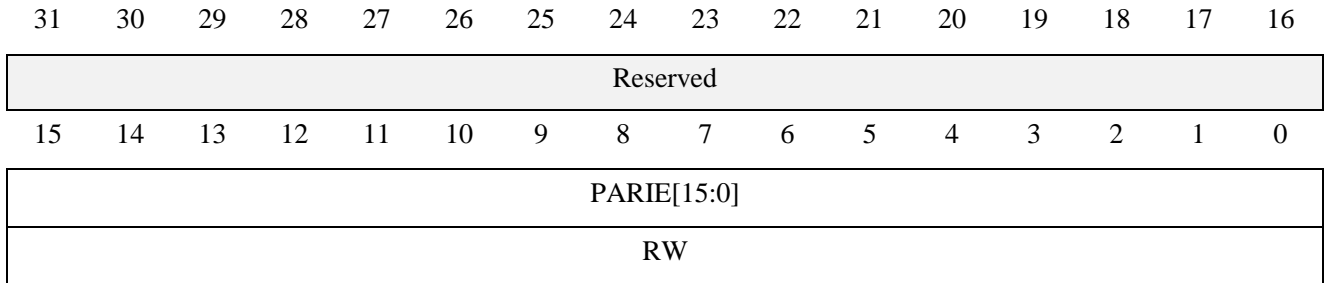 31 30 29 28 27 26 25 24 23 22 21 20 19 18 17 16
Reserved
15 14 13 12 11 10 9 8 7 6 5 4 3 2 1 0
PARIE[15:0]
RW